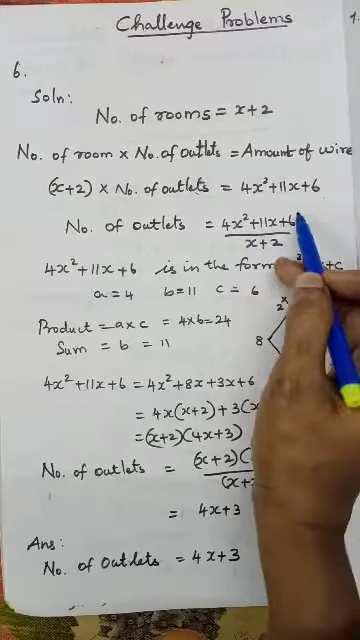 Challenge Problems
1.
6.
Soln:
No. of rooms = x+2
No. of room × No. of outlets = Amount of wire
(x+2) × No. of outlets = 4x²+11x+6
No. of outlets = 4x²+11x+6
x+2
4x²+11x+6 is in the form x+c
a=4 b=11 c=6
Product = a×c = 4×6=24
Sum = b = 11
8
4x²+11x+6 = 4x²+8x+3x+6
= 4x(x+2)+3(x
= (x+2)(4x+3)
No. of outlets = (x+2)(
(x+2
= 4x+3
Ans:
No. of outlets = 4x+3